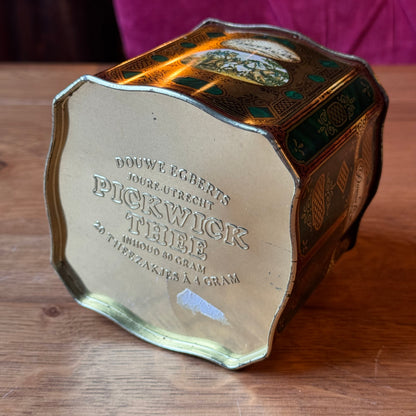 DOUWE EGBERTS
JOURE-UTRECHT
PICKWICK
THEE
INHOUD 80 GRAM
20 THEEZAKJES À 4 GRAM